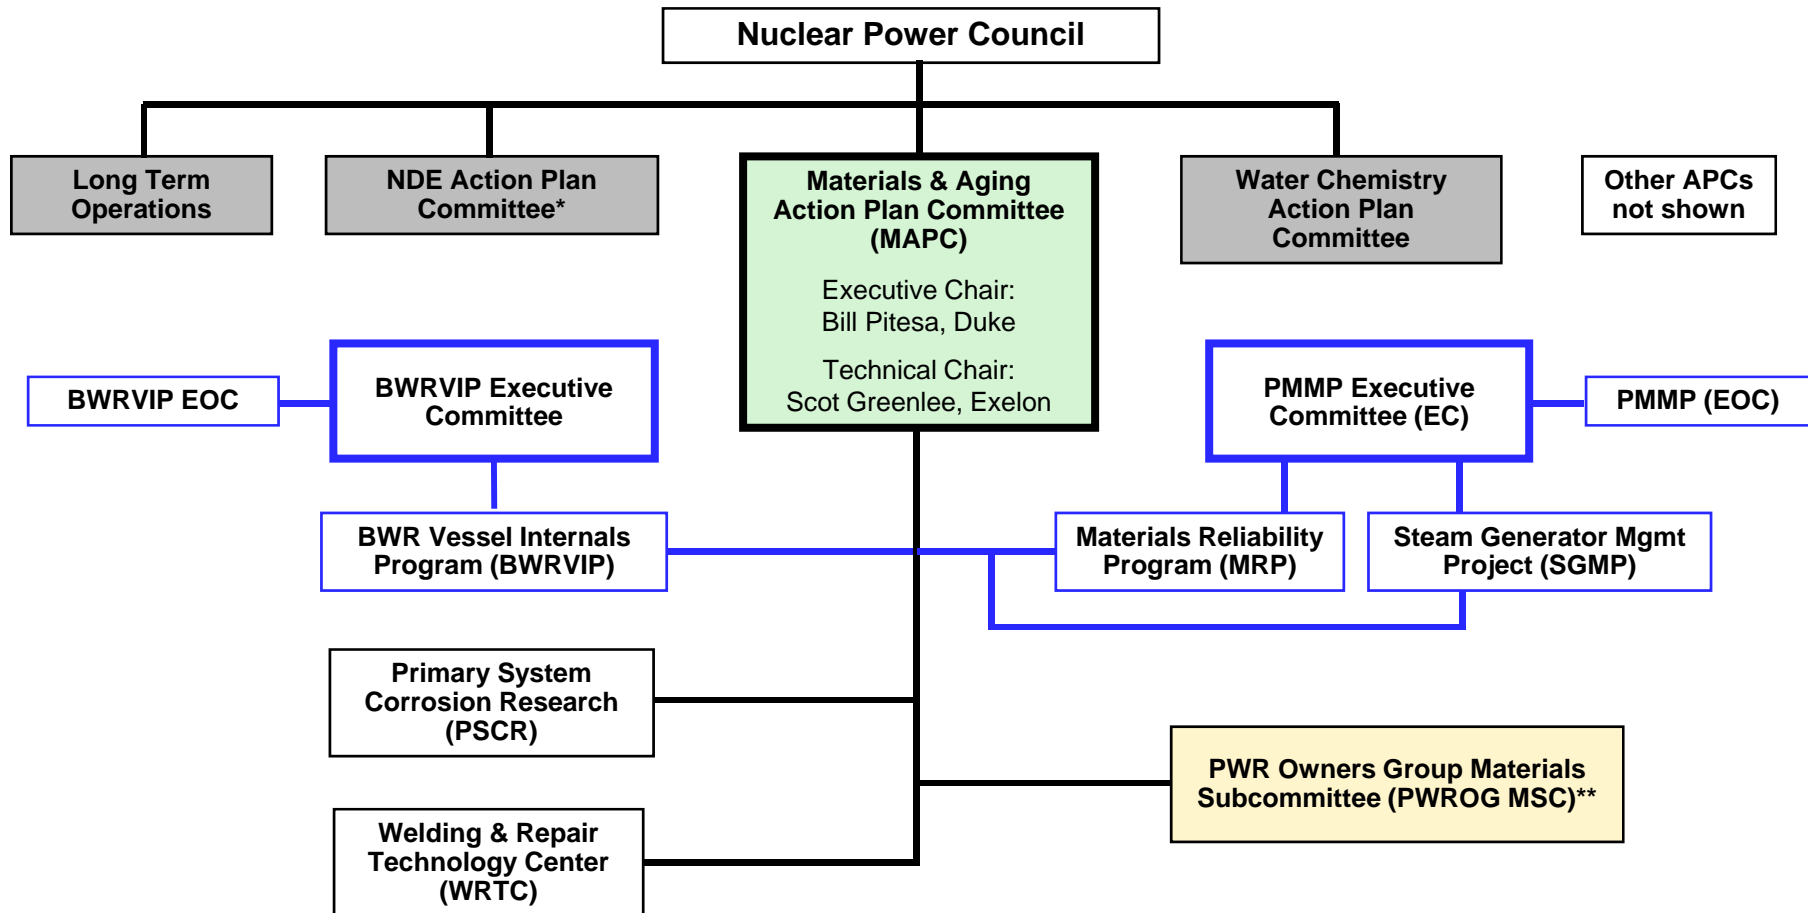 Nuclear Power Council
Long Term
Operations
NDE Action Plan
Committee*
Materials & Aging
Action Plan Committee
(MAPC)
Executive Chair:
Bill Pitesa, Duke
Technical Chair:
Scot Greenlee, Exelon
Water Chemistry
Action Plan
Committee
Other APCs
not shown
BWRVIP EOC
BWRVIP Executive
Committee
PMMP Executive
Committee (EC)
PMMP (EOC)
BWR Vessel Internals
Program (BWRVIP)
Materials Reliability
Program (MRP)
Steam Generator Mgmt
Project (SGMP)
Primary System
Corrosion Research
(PSCR)
PWR Owners Group Materials
Subcommittee (PWROG MSC)**
Welding & Repair
Technology Center
(WRTC)